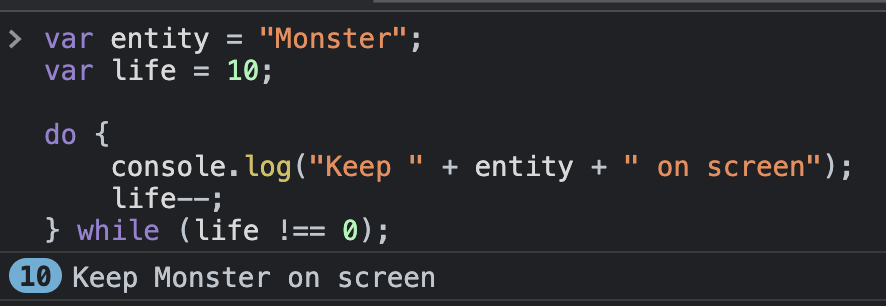 > var entity = "Monster";
var life = 10;
do {
    console.log("Keep " + entity + " on screen");
    life--;
} while (life !== 0);
10 Keep Monster on screen